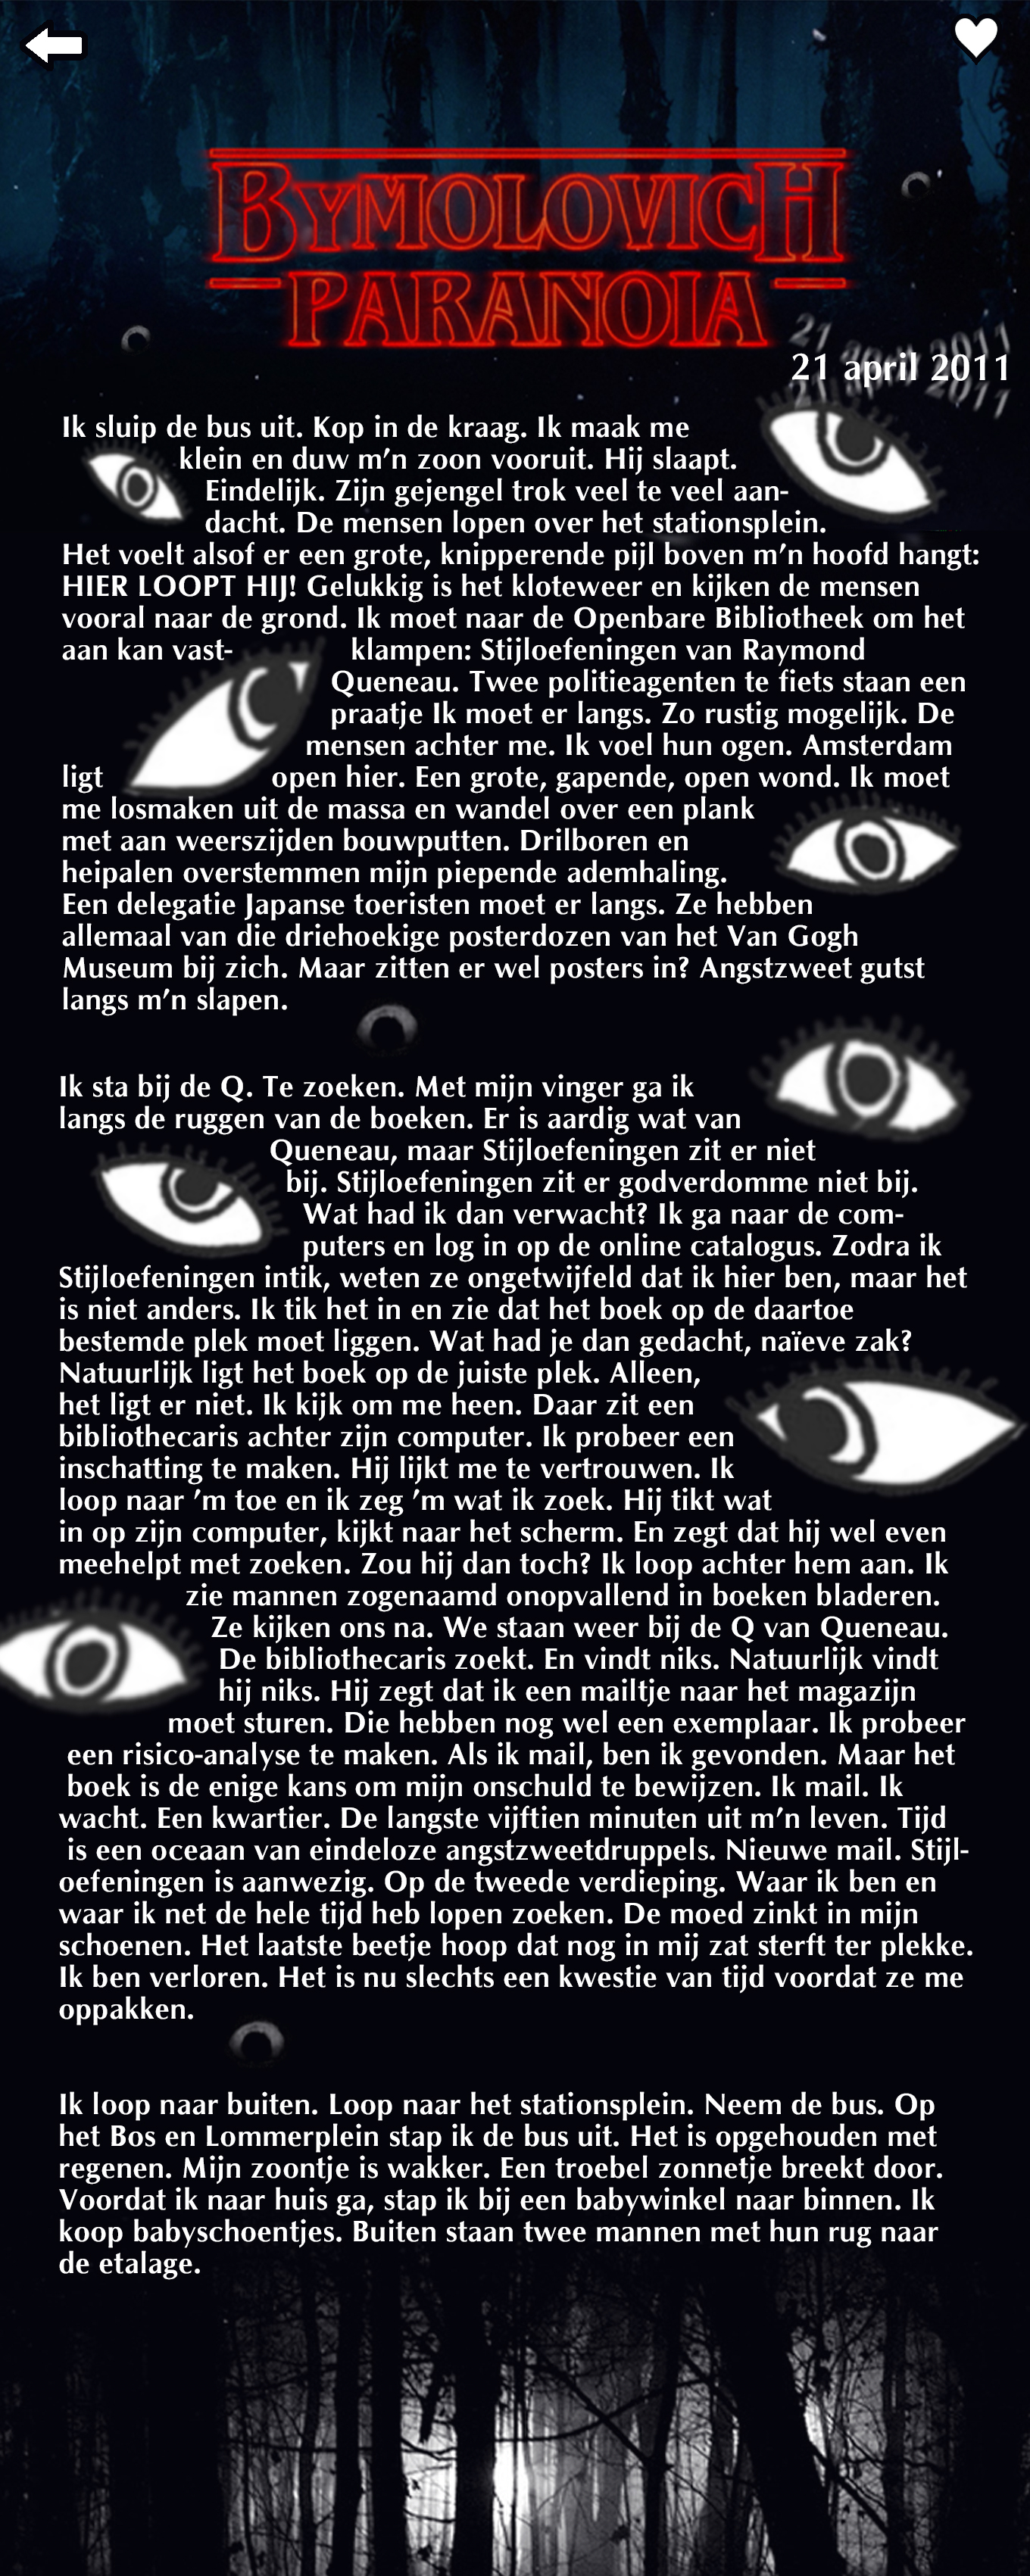 BYMOLOVICH
PARANOIA
21 april 2011
Ik sluip de bus uit. Kop in de kraag. Ik maak me
klein en duw m’n zoon vooruit. Hij slaapt.
Eindelijk. Zijn gejengel trok veel te veel aan-
dacht. De mensen lopen over het stationsplein.
Het voelt alsof er een grote, knipperende pijl boven m’n hoofd hangt:
HIER LOOPT HIJ! Gelukkig is het kloteweer en kijken de mensen
vooral naar de grond. Ik moet naar de Openbare Bibliotheek om het
aan kan vast- klampen: Stijloefeningen van Raymond
Queneau. Twee politieagenten te fiets staan een
praatje Ik moet er langs. Zo rustig mogelijk. De
mensen achter me. Ik voel hun ogen. Amsterdam
ligt open hier. Een grote, gapende, open wond. Ik moet
me losmaken uit de massa en wandel over een plank
met aan weerszijden bouwputten. Drilboren en
heipalen overstemmen mijn piepende ademhaling.
Een delegatie Japanse toeristen moet er langs. Ze hebben
allemaal van die driehoekige posterdozen van het Van Gogh
Museum bij zich. Maar zitten er wel posters in? Angstzweet gutst
langs m’n slapen.
Ik sta bij de Q. Te zoeken. Met mijn vinger ga ik
langs de ruggen van de boeken. Er is aardig wat van
Queneau, maar Stijloefeningen zit er niet
bij. Stijloefeningen zit er godverdomme niet bij.
Wat had ik dan verwacht? Ik ga naar de com-
puters en log in op de online catalogus. Zodra ik
Stijloefeningen intik, weten ze ongetwijfeld dat ik hier ben, maar het
is niet anders. Ik tik het in en zie dat het boek op de daartoe
bestemde plek moet liggen. Wat had je dan gedacht, naïeve zak?
Natuurlijk ligt het boek op de juiste plek. Alleen,
het ligt er niet. Ik kijk om me heen. Daar zit een
bibliothecaris achter zijn computer. Ik probeer een
inschatting te maken. Hij lijkt me te vertrouwen. Ik
loop naar ’m toe en ik zeg ’m wat ik zoek. Hij tikt wat
in op zijn computer, kijkt naar het scherm. En zegt dat hij wel even
meehelpt met zoeken. Zou hij dan toch? Ik loop achter hem aan. Ik
zie mannen zogenaamd onopvallend in boeken bladeren.
Ze kijken ons na. We staan weer bij de Q van Queneau.
De bibliothecaris zoekt. En vindt niks. Natuurlijk vindt
hij niks. Hij zegt dat ik een mailtje naar het magazijn
moet sturen. Die hebben nog wel een exemplaar. Ik probeer
een risico-analyse te maken. Als ik mail, ben ik gevonden. Maar het
boek is de enige kans om mijn onschuld te bewijzen. Ik mail. Ik
wacht. Een kwartier. De langste vijftien minuten uit m’n leven. Tijd
is een oceaan van eindeloze angstzweetdruppels. Nieuwe mail. Stijl-
oefeningen is aanwezig. Op de tweede verdieping. Waar ik ben en
waar ik net de hele tijd heb lopen zoeken. De moed zinkt in mijn
schoenen. Het laatste beetje hoop dat nog in mij zat sterft ter plekke.
Ik ben verloren. Het is nu slechts een kwestie van tijd voordat ze me
oppakken.
Ik loop naar buiten. Loop naar het stationsplein. Neem de bus. Op
het Bos en Lommerplein stap ik de bus uit. Het is opgehouden met
regenen. Mijn zoontje is wakker. Een troebel zonnetje breekt door.
Voordat ik naar huis ga, stap ik bij een babywinkel naar binnen. Ik
koop babyschoentjes. Buiten staan twee mannen met hun rug naar
de etalage.